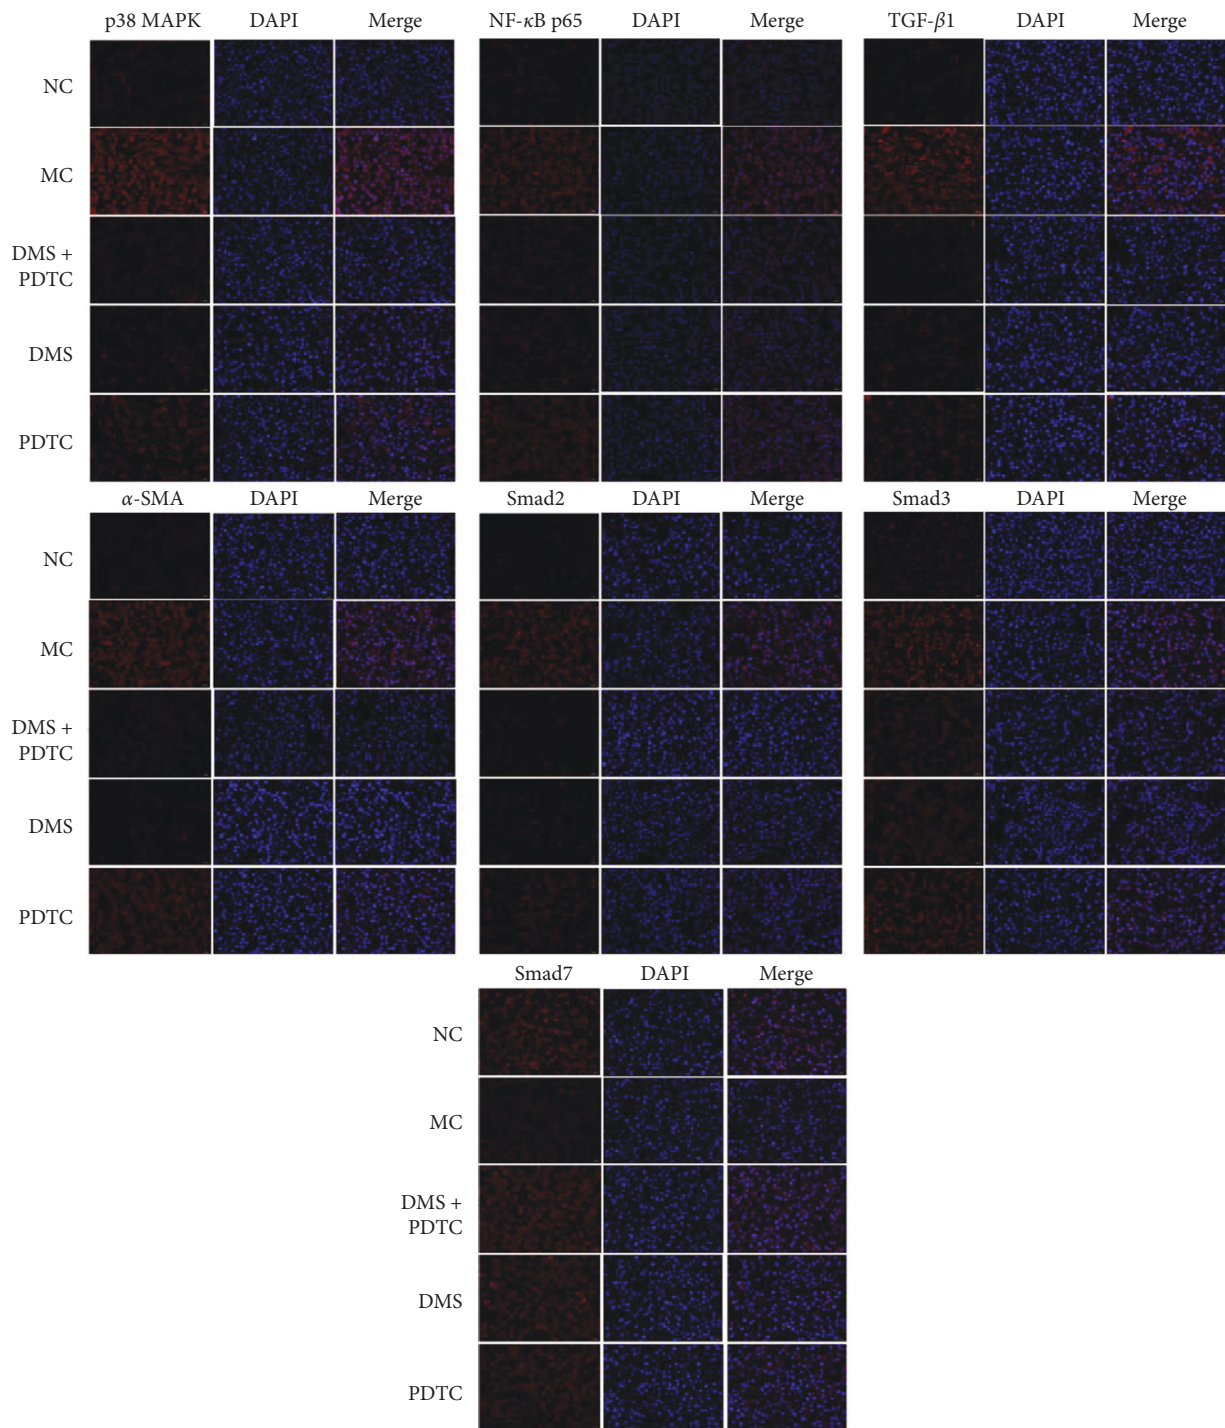 p38 MAPK DAPI Merge NF-κB p65 DAPI Merge TGF-β1 DAPI Merge
NC
MC
DMS +
PDTC
DMS
PDTC
α-SMA DAPI Merge Smad2 DAPI Merge Smad3 DAPI Merge
NC
MC
DMS +
PDTC
DMS
PDTC
Smad7 DAPI Merge
NC
MC
DMS +
PDTC
DMS
PDTC